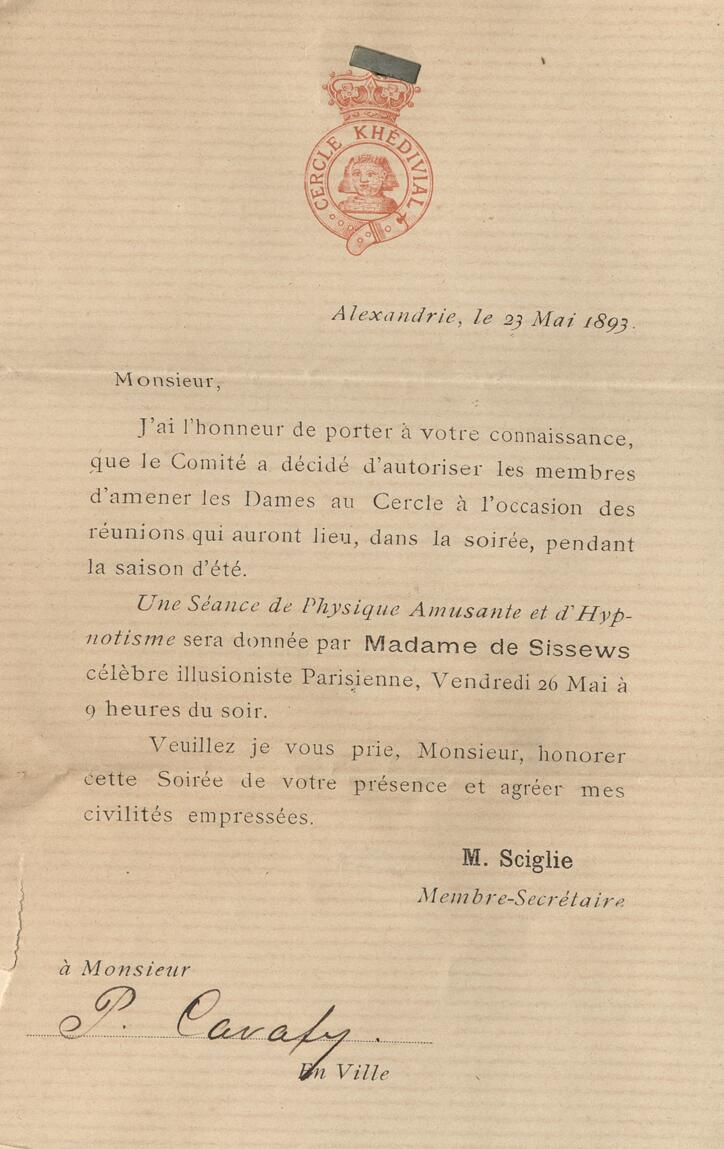 CERCLE KHÉDIVIAL
Alexandrie, le 23 Mai 1893.
Monsieur,
J'ai l'honneur de porter à votre connaissance,
que le Comité a décidé d'autoriser les membres
d'amener les Dames au Cercle à l'occasion des
réunions qui auront lieu, dans la soirée, pendant
la saison d'été.
Une Séance de Physique Amusante et d'Hyp-
notisme sera donnée par Madame de Sissews
célèbre illusioniste Parisienne, Vendredi 26 Mai à
9 heures du soir.
Veuillez je vous prie, Monsieur, honorer
cette Soirée de votre présence et agréer mes
civilités empressées.
M. Sciglie
Membre-Secrétaire
à Monsieur
P. Cavafy.
En Ville